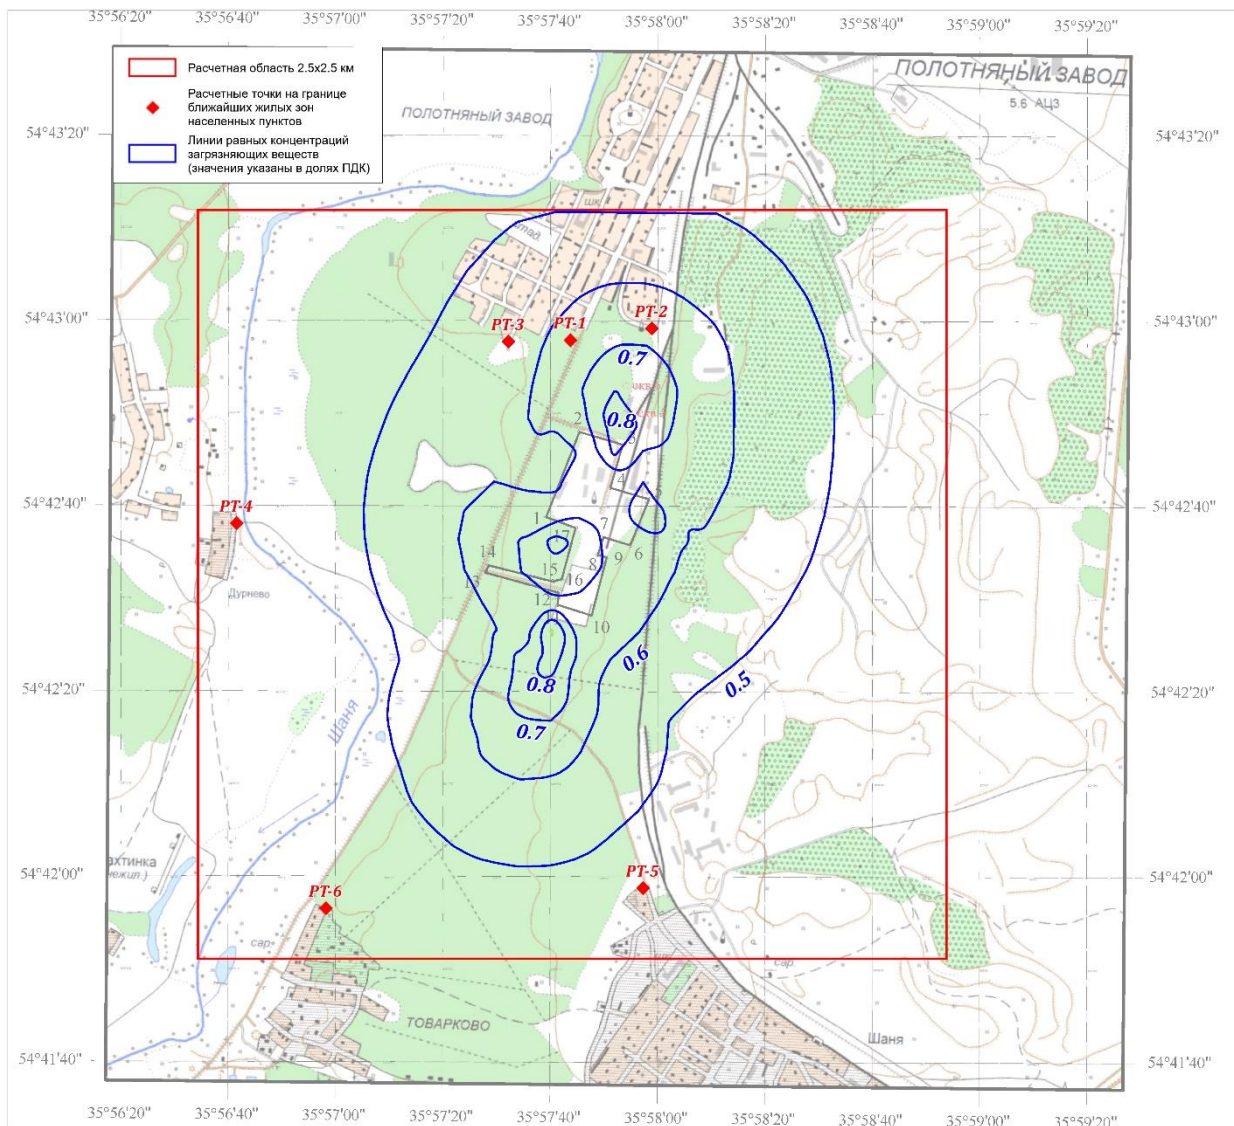 35°56'20" 35°56'40" 35°57'00" 35°57'20" 35°57'40" 35°58'00" 35°58'20" 35°58'40" 35°59'00" 35°59'20"
Расчетная область 2.5х2.5 км
Расчетные точки на границе
ближайших жилых зон
населенных пунктов
Линии равных концентраций
загрязняющих веществ
(значения указаны в долях ПДК)
ПОЛОТНЯНЫЙ ЗАВОД
5.6 АЦЗ
ПОЛОТНЯНЫЙ ЗАВОД
54°43'20" 54°43'20"
шк.
стад.
54°43'00" 54°43'00"
РТ-3 РТ-1 РТ-2
0.7
0.8
2
3
4
5
54°42'40" 54°42'40"
РТ-4
1
7
17
6
14
8
9
13
15
16
12
10
Дурнево
0.6
0.5
0.8
54°42'20" 54°42'20"
Шаня
0.7
ахтинка
54°42'00" 54°42'00"
РТ-5
РТ-6
сар.
шк.
сар.
ТОВАРКОВО
Шаня
54°41'40" 54°41'40"
35°56'20" 35°56'40" 35°57'00" 35°57'20" 35°57'40" 35°58'00" 35°58'20" 35°58'40" 35°59'00" 35°59'20"